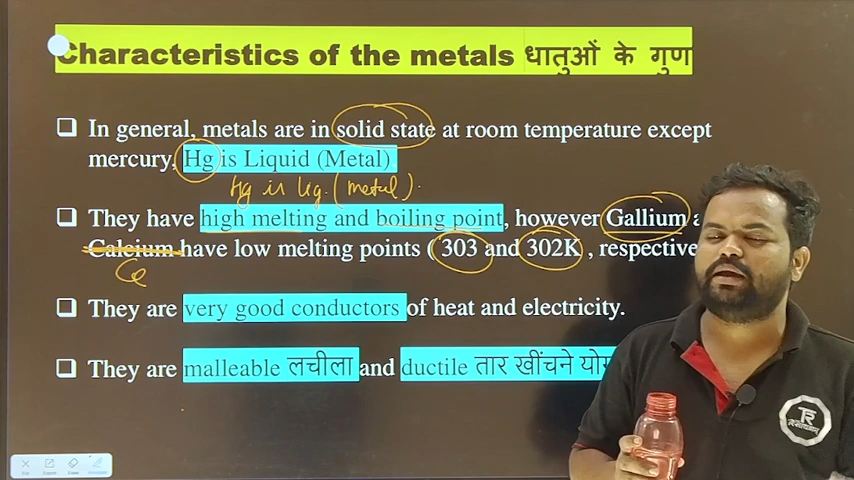 Characteristics of the metals धातुओं के गुण
❑ In general, metals are in solid state at room temperature except
mercury, Hg is Liquid (Metal)
Hg is Liq. (metal).
❑ They have high melting and boiling point, however Gallium a
Calcium have low melting points (303 and 302K , respective
❑ They are very good conductors of heat and electricity.
❑ They are malleable लचीला and ductile तार खींचने यो
TR